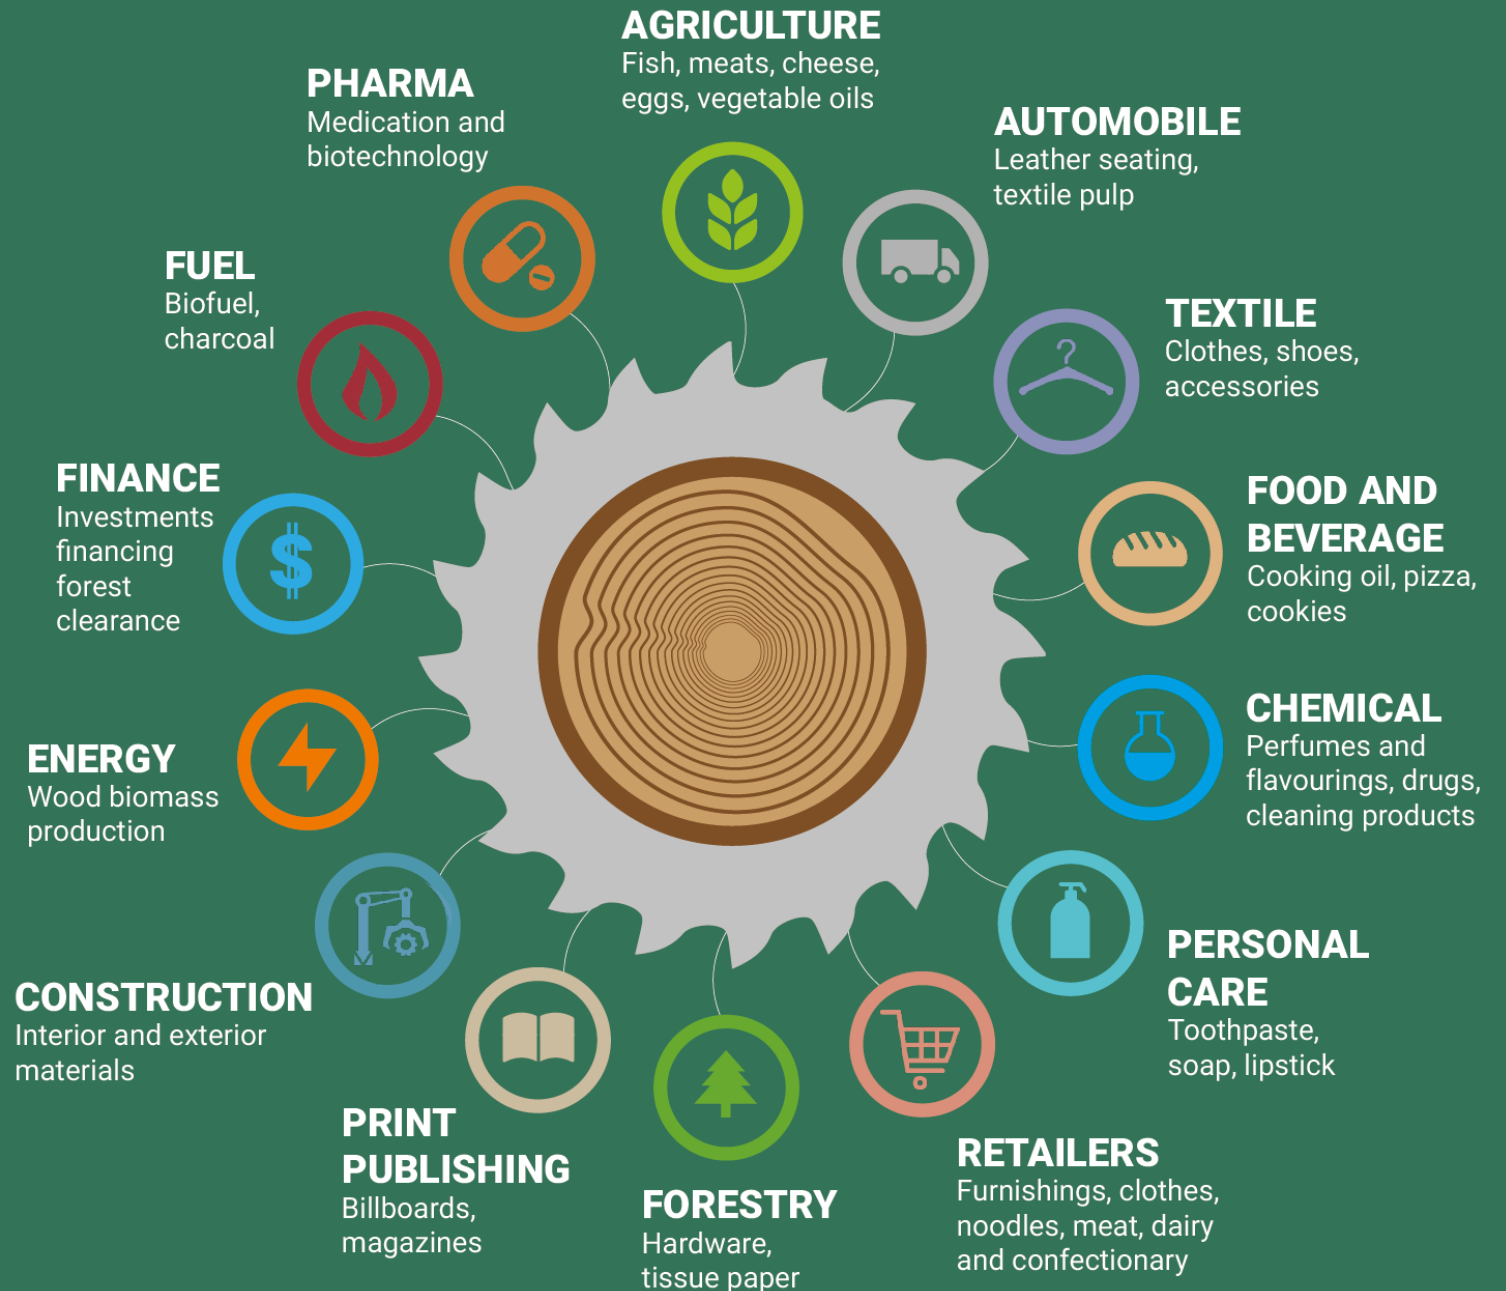 AGRICULTURE
Fish, meats, cheese,
eggs, vegetable oils
AUTOMOBILE
Leather seating,
textile pulp
TEXTILE
Clothes, shoes,
accessories
FOOD AND
BEVERAGE
Cooking oil, pizza,
cookies
CHEMICAL
Perfumes and
flavourings, drugs,
cleaning products
PERSONAL
CARE
Toothpaste,
soap, lipstick
RETAILERS
Furnishings, clothes,
noodles, meat, dairy
and confectionary
FORESTRY
Hardware,
tissue paper
PRINT
PUBLISHING
Billboards,
magazines
CONSTRUCTION
Interior and exterior
materials
ENERGY
Wood biomass
production
FINANCE
Investments
financing
forest
clearance
$
FUEL
Biofuel,
charcoal
PHARMA
Medication and
biotechnology